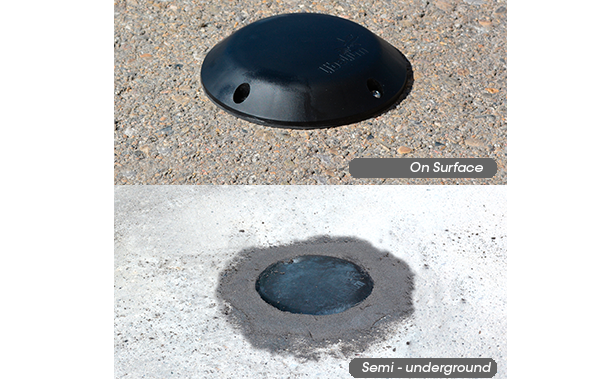 On Surface
Semi - underground